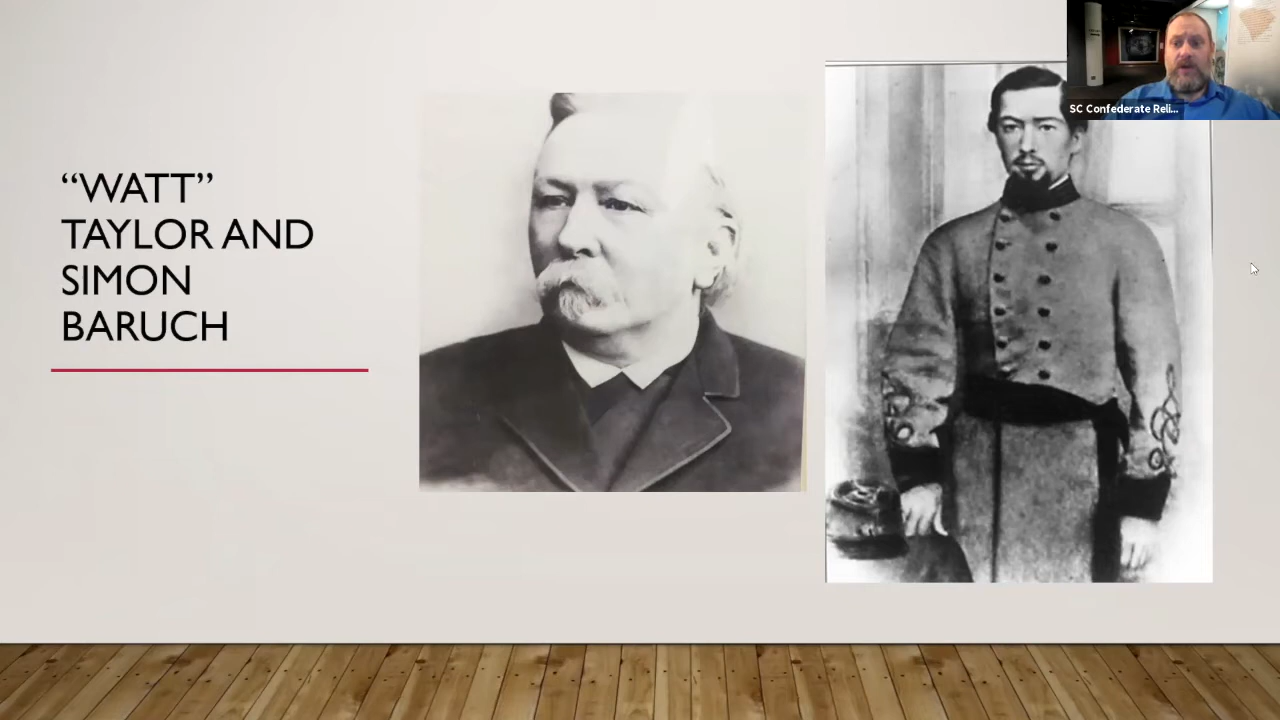 “WATT”
TAYLOR AND
SIMON
BARUCH
SC Confederate Reli...